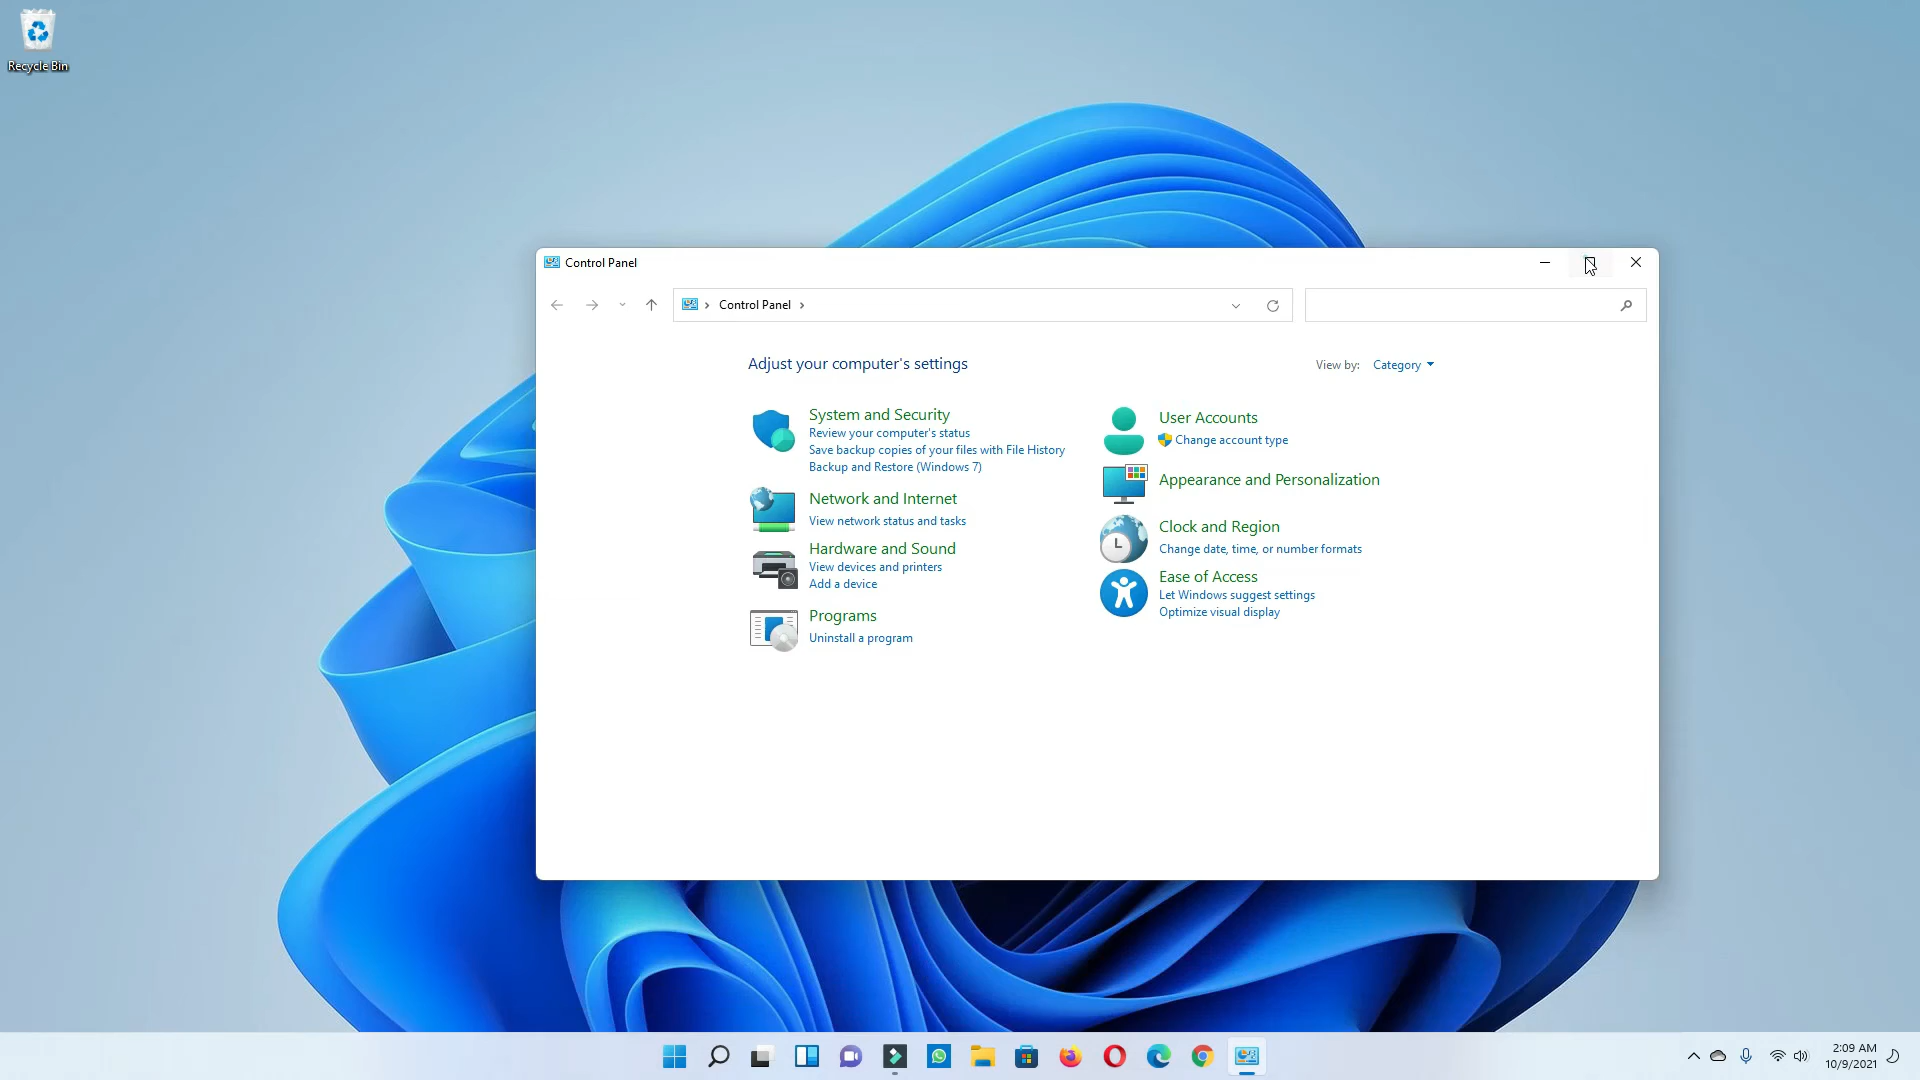 Recycle Bin
Control Panel
Control Panel
Adjust your computer's settings
View by: Category
System and Security
Review your computer's status
Save backup copies of your files with File History
Backup and Restore (Windows 7)
Network and Internet
View network status and tasks
Hardware and Sound
View devices and printers
Add a device
Programs
Uninstall a program
User Accounts
Change account type
Appearance and Personalization
Clock and Region
Change date, time, or number formats
Ease of Access
Let Windows suggest settings
Optimize visual display
2:09 AM
10/9/2021